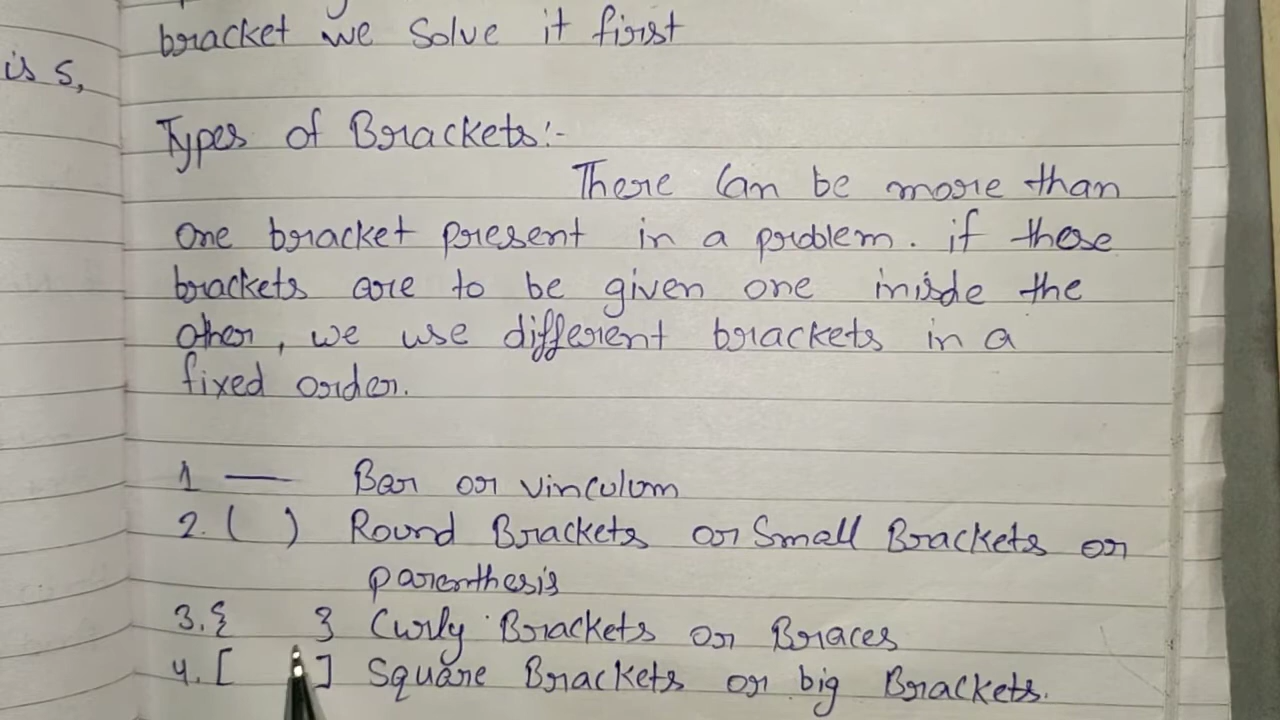 bracket we solve it first
is 5,
Types of Brackets:-
There can be more than
one bracket present in a problem. if these
brackets are to be given one inisde the
other, we use different brackets in a
fixed order.
1 — Bar or vinculum
2. ( ) Round Brackets or Small Brackets or
parenthesis
3. { } Curly Brackets or Braces
4. [ ] Square Brackets or big Brackets.